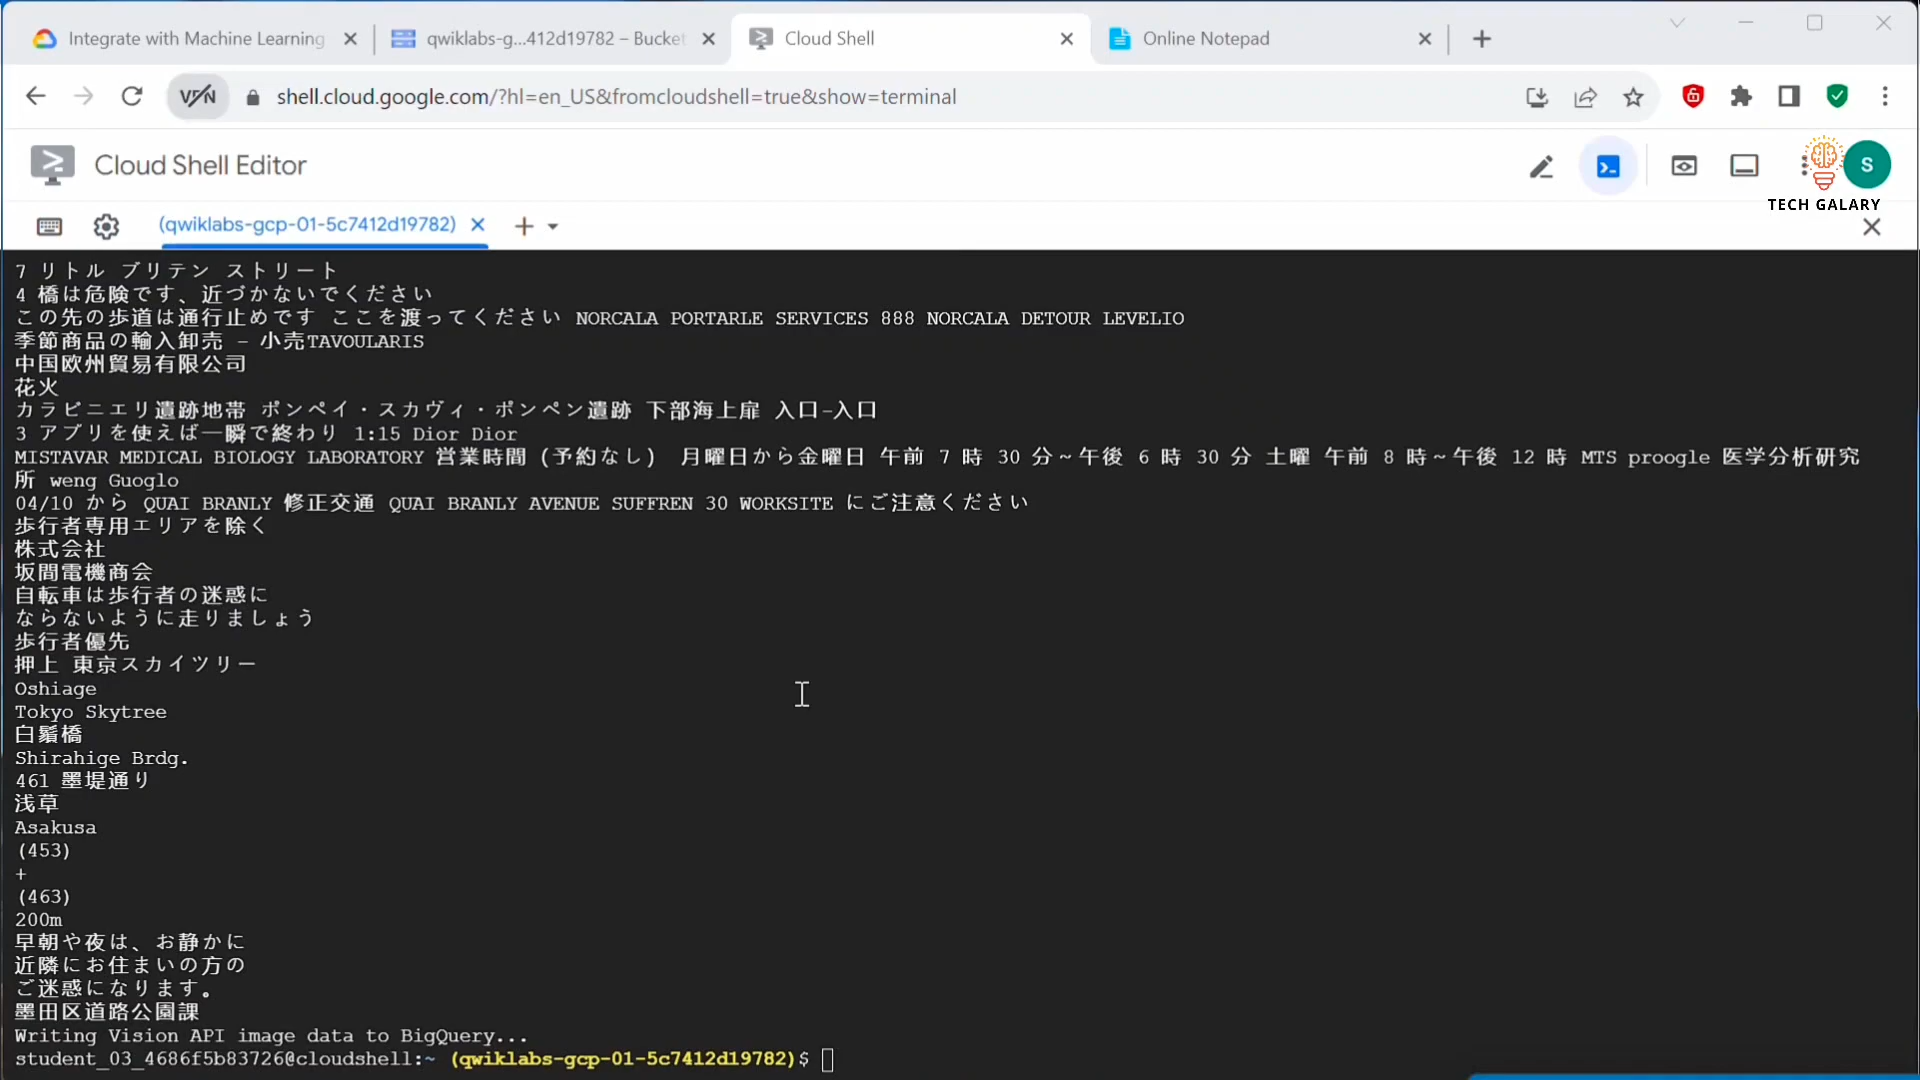 Integrate with Machine Learning
qwiklabs-g...412d19782 – Bucket
Cloud Shell
Online Notepad
VPN
shell.cloud.google.com/?hl=en_US&fromcloudshell=true&show=terminal
Cloud Shell Editor
S
TECH GALARY
(qwiklabs-gcp-01-5c7412d19782)
7 リトル ブリテン ストリート
4 橋は危険です、近づかないでください
この先の歩道は通行止めです ここを渡ってください NORCALA PORTARLE SERVICES 888 NORCALA DETOUR LEVELIO
季節商品の輸入卸売 – 小売TAVOULARIS
中国欧州貿易有限公司
花火
カラビニエリ遺跡地帯 ポンペイ・スカヴィ・ポンペン遺跡 下部海上扉 入口–入口
3 アプリを使えば一瞬で終わり 1:15 Dior Dior
MISTAVAR MEDICAL BIOLOGY LABORATORY 営業時間 (予約なし) 月曜日から金曜日 午前 7 時 30 分～午後 6 時 30 分 土曜 午前 8 時～午後 12 時 MTS proogle 医学分析研究
所 weng Guoglo
04/10 から QUAI BRANLY 修正交通 QUAI BRANLY AVENUE SUFFREN 30 WORKSITE にご注意ください
歩行者専用エリアを除く
株式会社
坂間電機商会
自転車は歩行者の迷惑に
ならないように走りましょう
歩行者優先
押上 東京スカイツリー
Oshiage
Tokyo Skytree
白鬚橋
Shirahige Brdg.
461 墨堤通り
浅草
Asakusa
(453)
+
(463)
200m
早朝や夜は、お静かに
近隣にお住まいの方の
ご迷惑になります。
墨田区道路公園課
Writing Vision API image data to BigQuery...
student_03_4686f5b83726@cloudshell:~ (qwiklabs-gcp-01-5c7412d19782)$